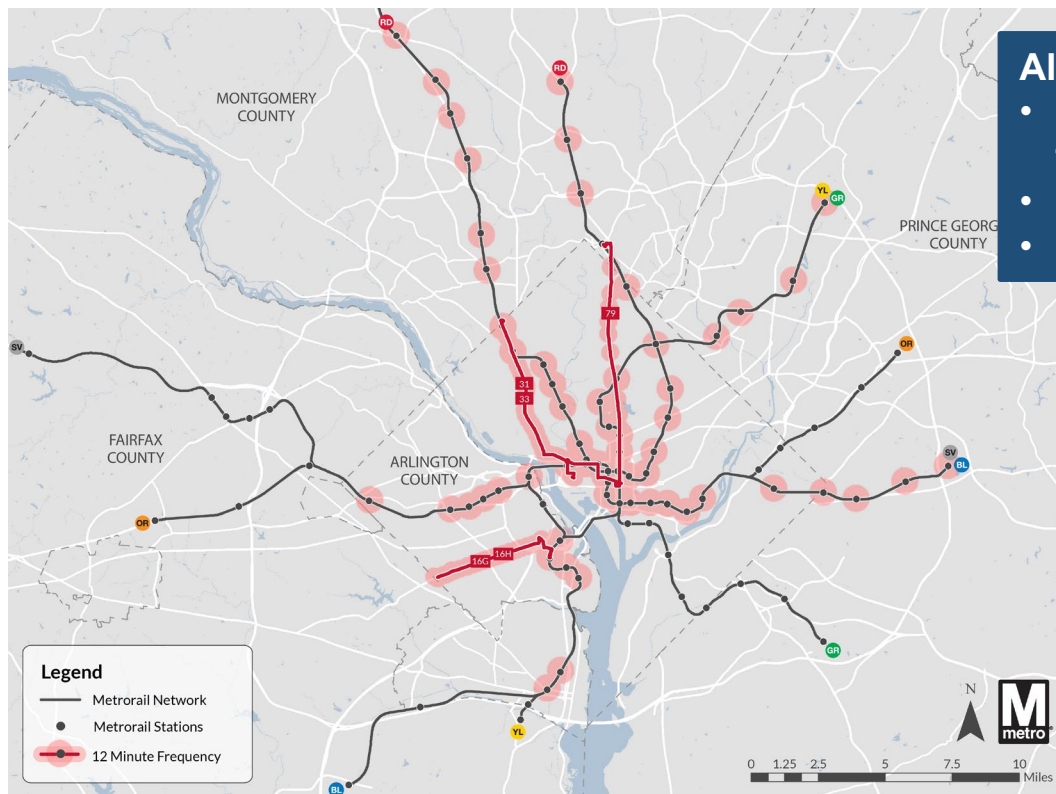 RD
RD
MONTGOMERY
COUNTY
Al
YL
GR
PRINCE GEORG
COUNTY
79
SV
OR
31
33
FAIRFAX
COUNTY
ARLINGTON
COUNTY
SV
BL
OR
16G
16H
GR
YL
BL
Legend
Metrorail Network
Metrorail Stations
12 Minute Frequency
N
M
metro
0 1.25 2.5 5 7.5 10
Miles